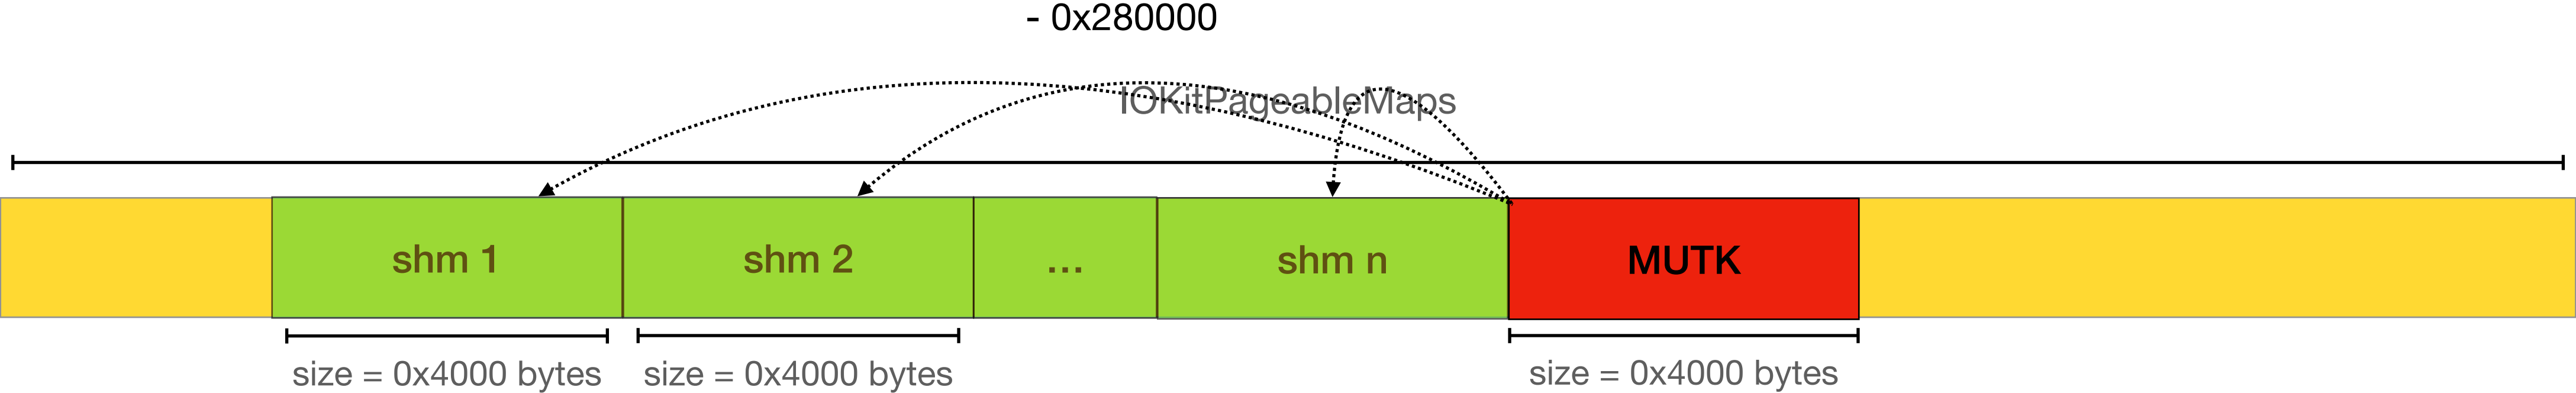 - 0x280000
IOKitPageableMaps
shm 1
shm 2
...
shm n
MUTK
size = 0x4000 bytes
size = 0x4000 bytes
size = 0x4000 bytes